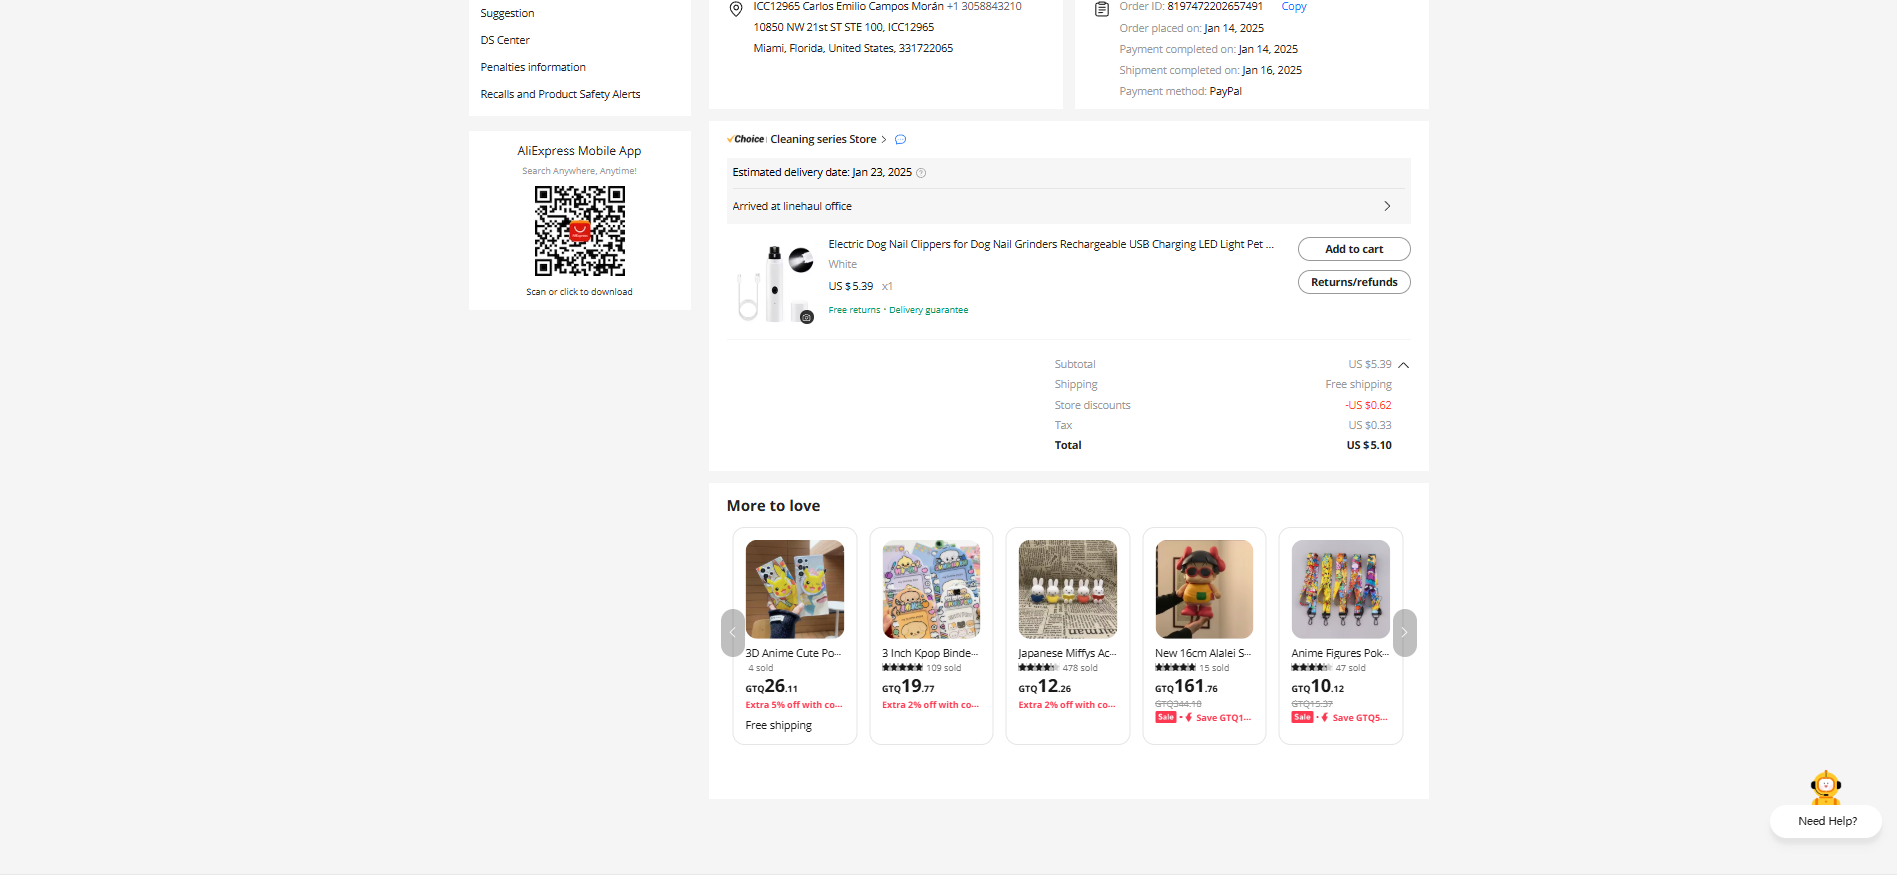 Suggestion
DS Center
Penalties information
Recalls and Product Safety Alerts
AliExpress Mobile App
Search Anywhere, Anytime!
Scan or click to download
ICC12965 Carlos Emilio Campos Morán +1 3058843210
10850 NW 21st ST STE 100, ICC12965
Miami, Florida, United States, 331722065
Order ID: 8197472202657491 Copy
Order placed on: Jan 14, 2025
Payment completed on: Jan 14, 2025
Shipment completed on: Jan 16, 2025
Payment method: PayPal
Choice Cleaning series Store
Estimated delivery date: Jan 23, 2025
Arrived at linehaul office
Electric Dog Nail Clippers for Dog Nail Grinders Rechargeable USB Charging LED Light Pet ...
White
US $5.39 x1
Free returns · Delivery guarantee
Add to cart
Returns/refunds
Subtotal US $5.39
Shipping Free shipping
Store discounts -US $0.62
Tax US $0.33
Total US $5.10
More to love
3D Anime Cute Po...
4 sold
GTQ26.11
Extra 5% off with co...
Free shipping
3 Inch Kpop Binde...
109 sold
GTQ19.77
Extra 2% off with co...
Japanese Miffys Ac...
478 sold
GTQ12.26
Extra 2% off with co...
New 16cm Alalei S...
15 sold
GTQ161.76
GTQ344.18
Sale · Save GTQ1...
Anime Figures Pok...
47 sold
GTQ10.12
GTQ15.37
Sale · Save GTQ5...
Need Help?